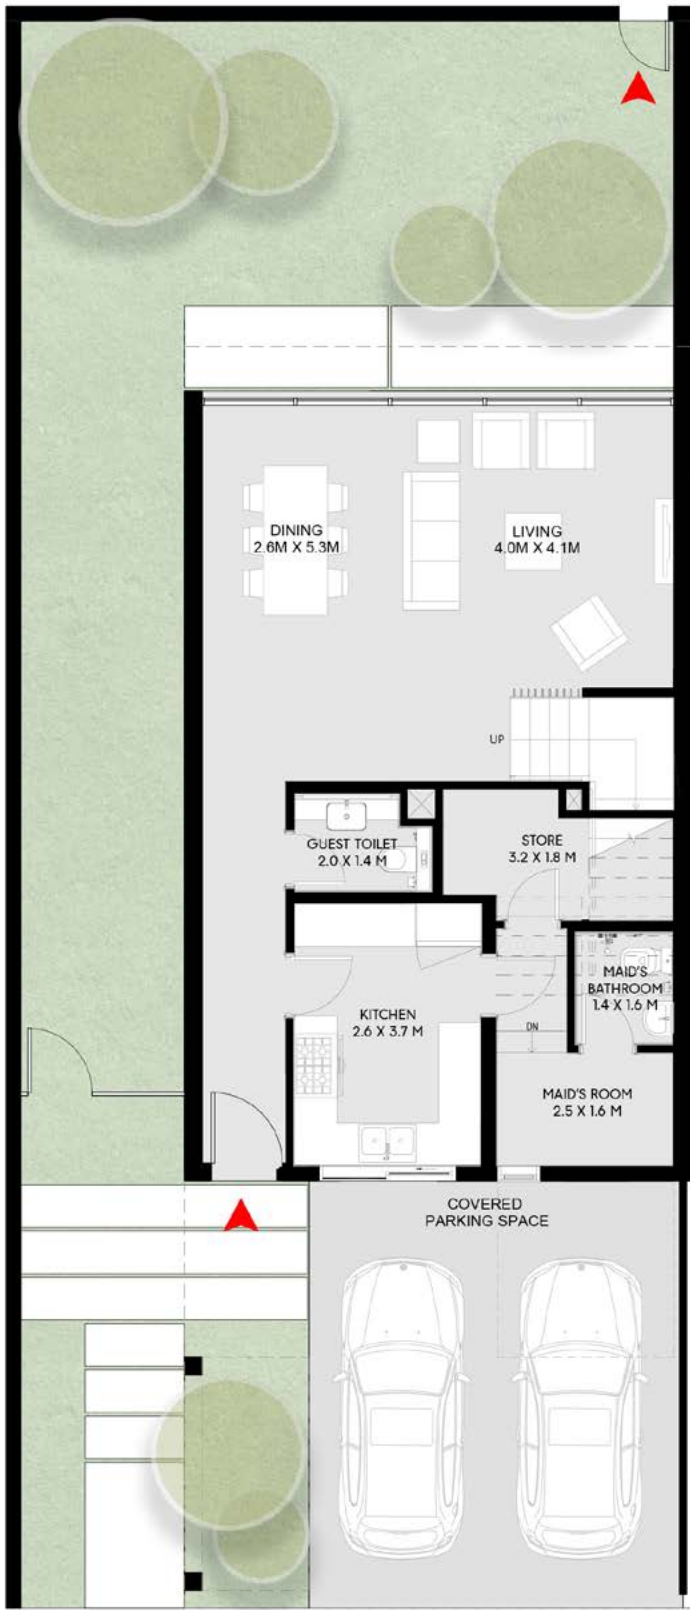 DINING
2.6M X 5.3M
LIVING
4.0M X 4.1M
UP
GUEST TOILET
2.0 X 1.4 M
STORE
3.2 X 1.8 M
MAID'S
BATHROOM
1.4 X 1.6 M
KITCHEN
2.6 X 3.7 M
DN
MAID'S ROOM
2.5 X 1.6 M
COVERED
PARKING SPACE